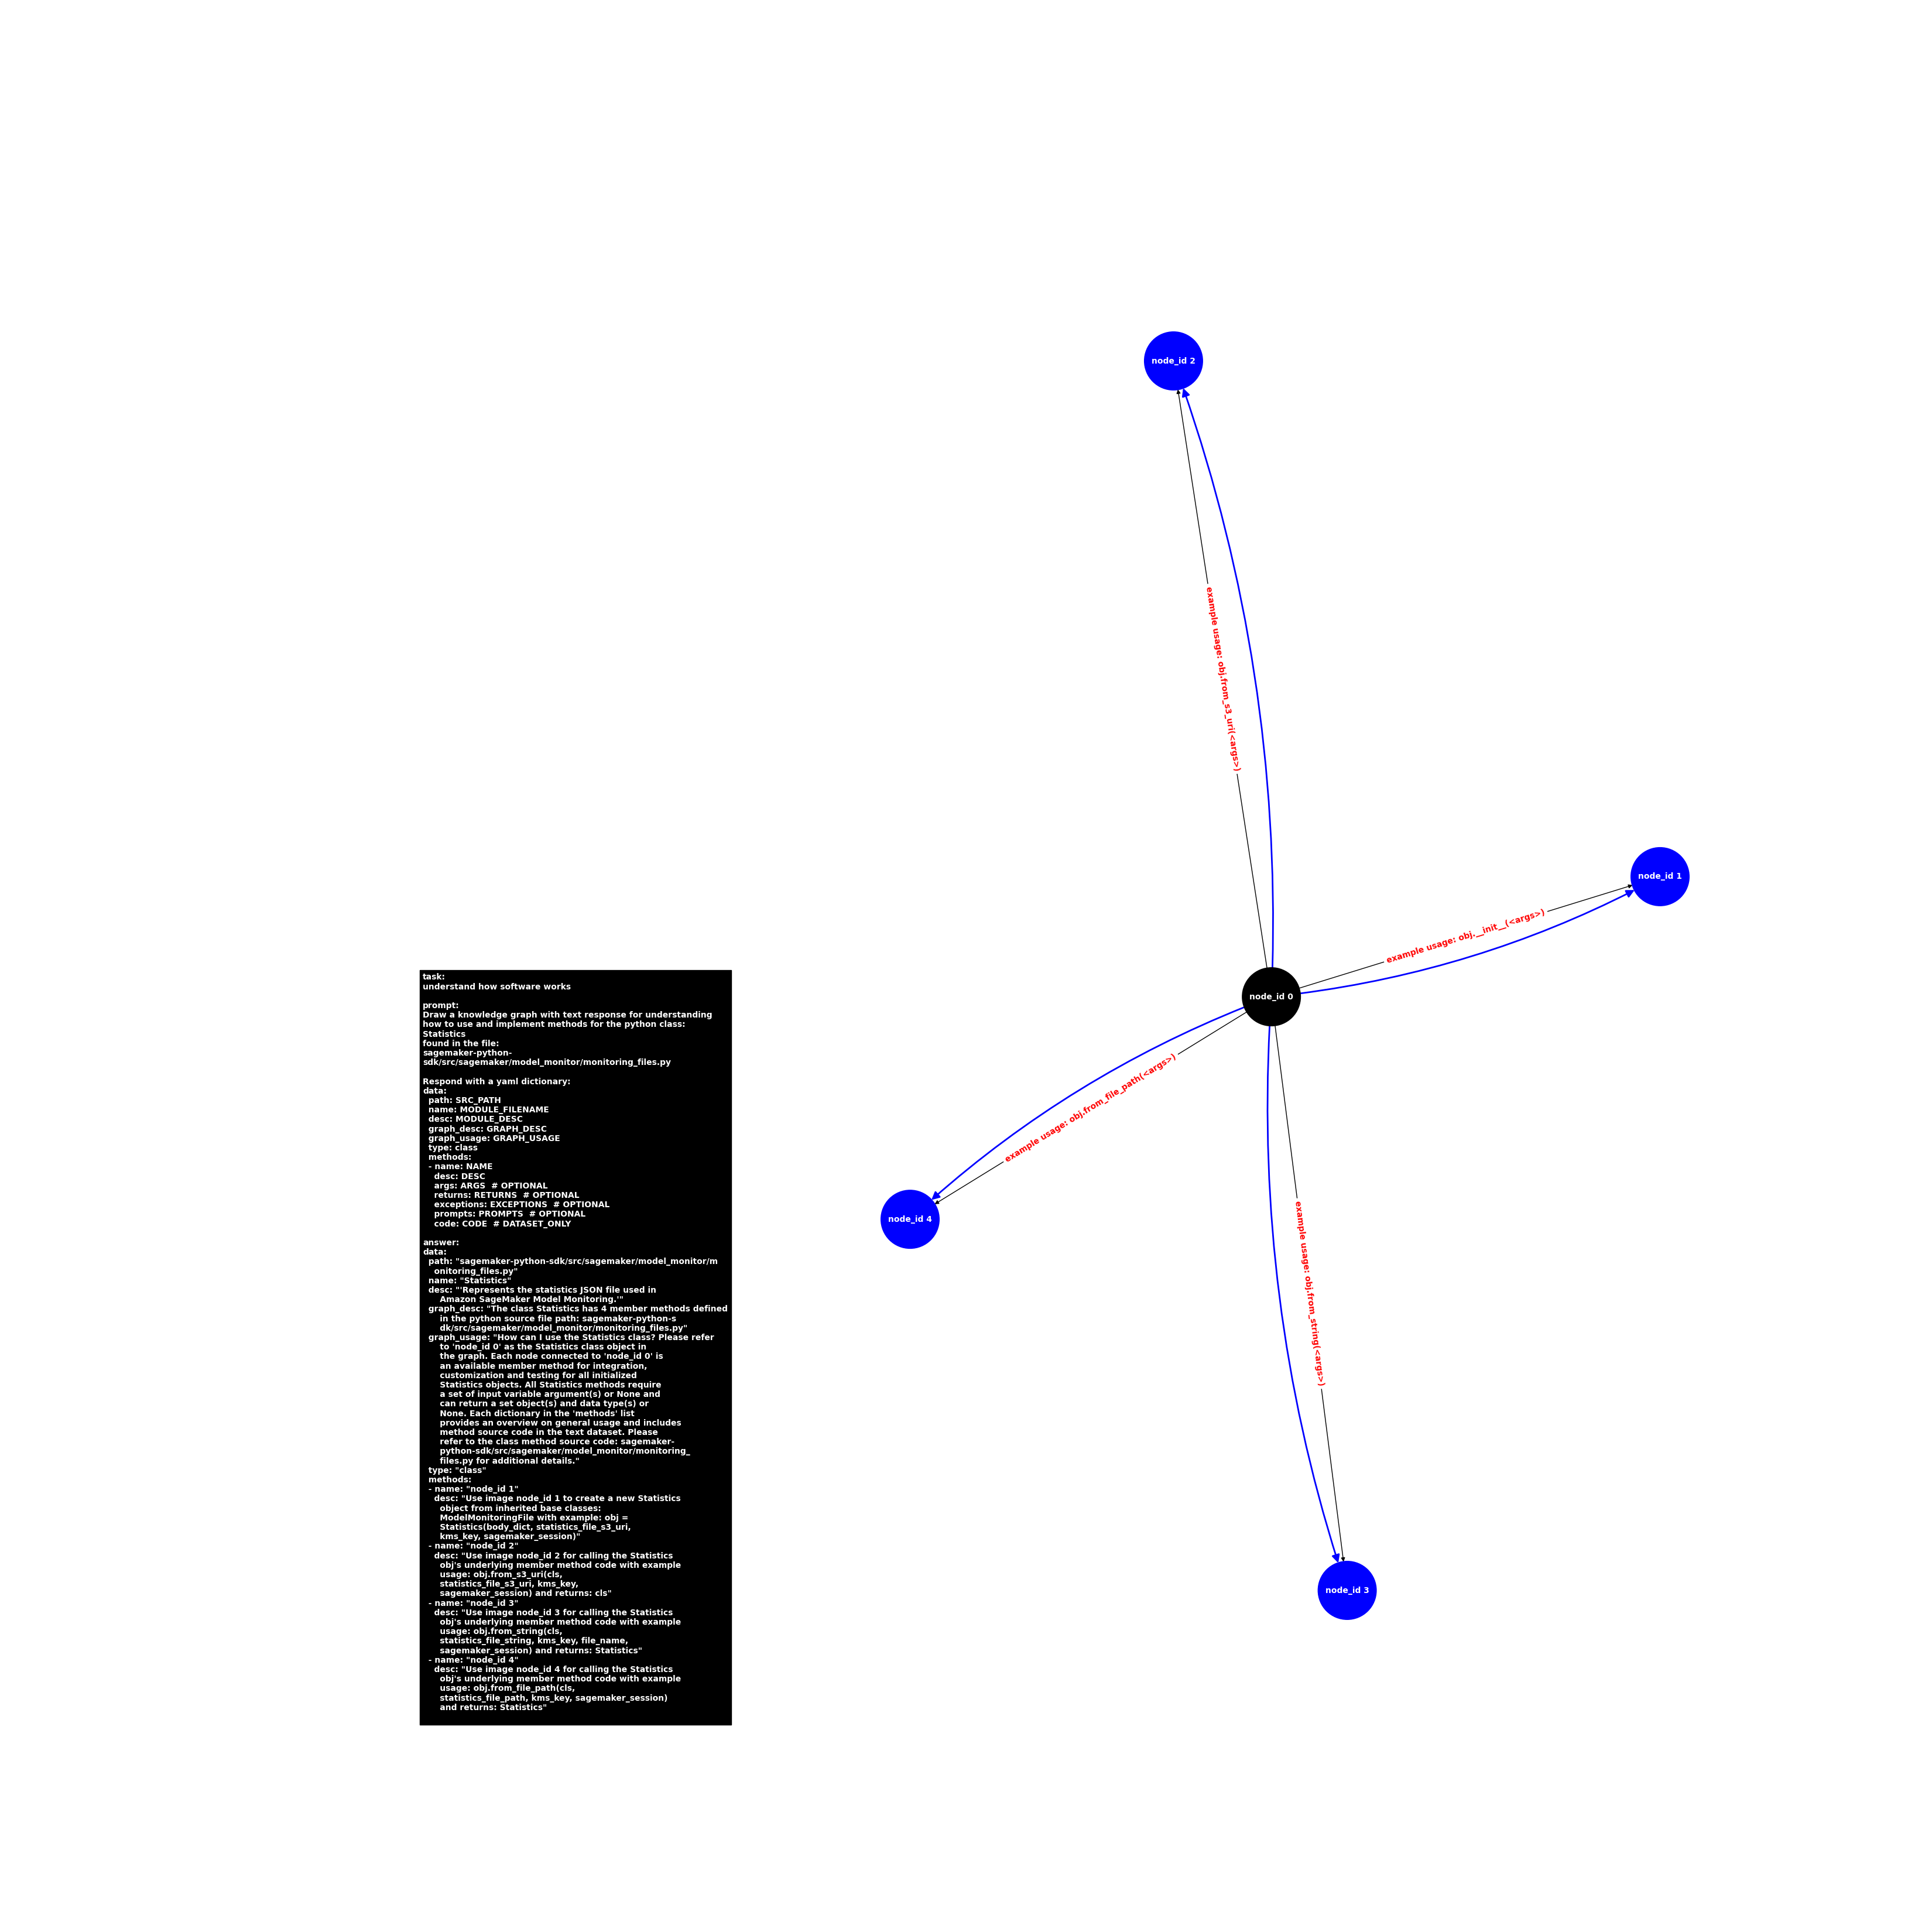 node_id 2
example usage: obj.from_s3_uri(<args>)
node_id 1
example usage: obj.__init__(<args>)
node_id 0
example usage: obj.from_file_path(<args>)
node_id 4
example usage: obj.from_string(<args>)
node_id 3
task:
understand how software works

prompt:
Draw a knowledge graph with text response for understanding
how to use and implement methods for the python class:
Statistics
found in the file:
sagemaker-python-
sdk/src/sagemaker/model_monitor/monitoring_files.py

Respond with a yaml dictionary:
data:
  path: SRC_PATH
  name: MODULE_FILENAME
  desc: MODULE_DESC
  graph_desc: GRAPH_DESC
  graph_usage: GRAPH_USAGE
  type: class
  methods:
  - name: NAME
    desc: DESC
    args: ARGS  # OPTIONAL
    returns: RETURNS  # OPTIONAL
    exceptions: EXCEPTIONS  # OPTIONAL
    prompts: PROMPTS  # OPTIONAL
    code: CODE  # DATASET_ONLY

answer:
data:
  path: "sagemaker-python-sdk/src/sagemaker/model_monitor/m
    onitoring_files.py"
  name: "Statistics"
  desc: "'Represents the statistics JSON file used in
      Amazon SageMaker Model Monitoring.'"
  graph_desc: "The class Statistics has 4 member methods defined
      in the python source file path: sagemaker-python-s
      dk/src/sagemaker/model_monitor/monitoring_files.py"
  graph_usage: "How can I use the Statistics class? Please refer
      to 'node_id 0' as the Statistics class object in
      the graph. Each node connected to 'node_id 0' is
      an available member method for integration,
      customization and testing for all initialized
      Statistics objects. All Statistics methods require
      a set of input variable argument(s) or None and
      can return a set object(s) and data type(s) or
      None. Each dictionary in the 'methods' list
      provides an overview on general usage and includes
      method source code in the text dataset. Please
      refer to the class method source code: sagemaker-
      python-sdk/src/sagemaker/model_monitor/monitoring_
      files.py for additional details."
  type: "class"
  methods:
  - name: "node_id 1"
    desc: "Use image node_id 1 to create a new Statistics
      object from inherited base classes:
      ModelMonitoringFile with example: obj =
      Statistics(body_dict, statistics_file_s3_uri,
      kms_key, sagemaker_session)"
  - name: "node_id 2"
    desc: "Use image node_id 2 for calling the Statistics
      obj's underlying member method code with example
      usage: obj.from_s3_uri(cls,
      statistics_file_s3_uri, kms_key,
      sagemaker_session) and returns: cls"
  - name: "node_id 3"
    desc: "Use image node_id 3 for calling the Statistics
      obj's underlying member method code with example
      usage: obj.from_string(cls,
      statistics_file_string, kms_key, file_name,
      sagemaker_session) and returns: Statistics"
  - name: "node_id 4"
    desc: "Use image node_id 4 for calling the Statistics
      obj's underlying member method code with example
      usage: obj.from_file_path(cls,
      statistics_file_path, kms_key, sagemaker_session)
      and returns: Statistics"